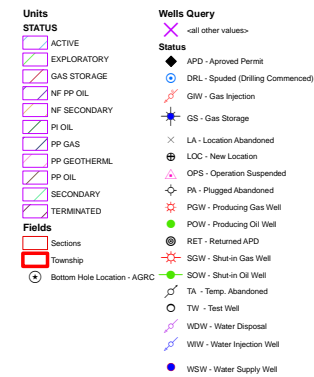 Units
STATUS
ACTIVE
EXPLORATORY
GAS STORAGE
NF PP OIL
NF SECONDARY
PI OIL
PP GAS
PP GEOTHERML
PP OIL
SECONDARY
TERMINATED
Fields
Sections
Township
Bottom Hole Location - AGRC
Wells Query
<all other values>
Status
APD - Aproved Permit
DRL - Spuded (Drilling Commenced)
GIW - Gas Injection
GS - Gas Storage
LA - Location Abandoned
LOC - New Location
OPS - Operation Suspended
PA - Plugged Abandoned
PGW - Producing Gas Well
POW - Producing Oil Well
RET - Returned APD
SGW - Shut-in Gas Well
SOW - Shut-in Oil Well
TA - Temp. Abandoned
TW - Test Well
WDW - Water Disposal
WIW - Water Injection Well
WSW - Water Supply Well